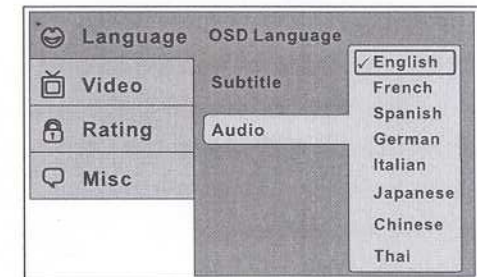 Language
Video
Rating
Misc
OSD Language
Subtitle
Audio
English
French
Spanish
German
Italian
Japanese
Chinese
Thai